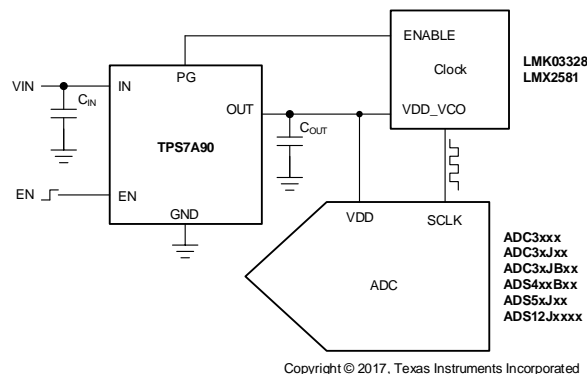 ENABLE
Clock
VDD_VCO
LMK03328
LMX2581
VIN
CIN
IN
PG
OUT
TPS7A90
EN
EN
GND
COUT
VDD
SCLK
ADC
ADC3xxx
ADC3xJxx
ADC3xJBxx
ADS4xxBxx
ADS5xJxx
ADS12Jxxxx
Copyright © 2017, Texas Instruments Incorporated